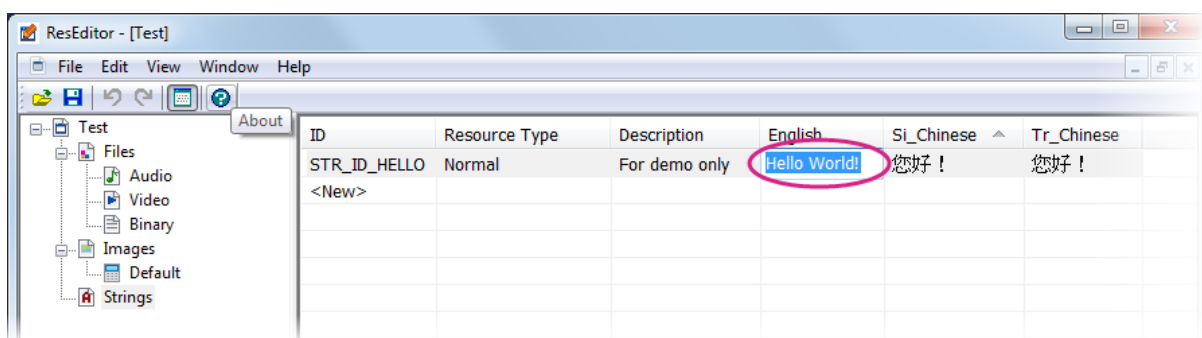 ResEditor - [Test]
File Edit View Window Help
About
Test
Files
Audio
Video
Binary
Images
Default
Strings
ID Resource Type Description English Si_Chinese Tr_Chinese
STR_ID_HELLO Normal For demo only Hello World! 您好！ 您好！
<New>